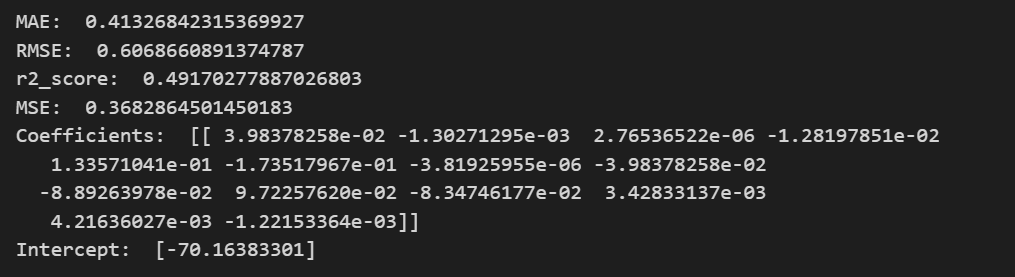 MAE:  0.41326842315369927
RMSE:  0.6068660891374787
r2_score:  0.49170277887026803
MSE:  0.3682864501450183
Coefficients:  [[ 3.98378258e-02 -1.30271295e-03  2.76536522e-06 -1.28197851e-02
   1.33571041e-01 -1.73517967e-01 -3.81925955e-06 -3.98378258e-02
  -8.89263978e-02  9.72257620e-02 -8.34746177e-02  3.42833137e-03
   4.21636027e-03 -1.22153364e-03]]
Intercept:  [-70.16383301]